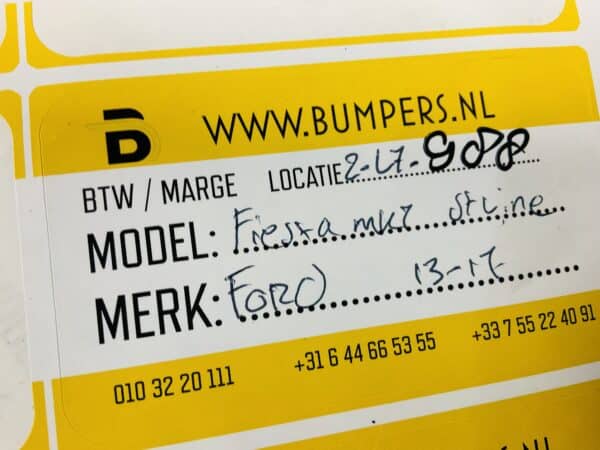 WWW.BUMPERS.NL
BTW / MARGE LOCATIE: 2-L7-
MODEL: Fiesta mk7 st line
MERK: FORD 13-17
010 32 20 111 +31 6 44 66 53 55 +33 7 55 22 40 91